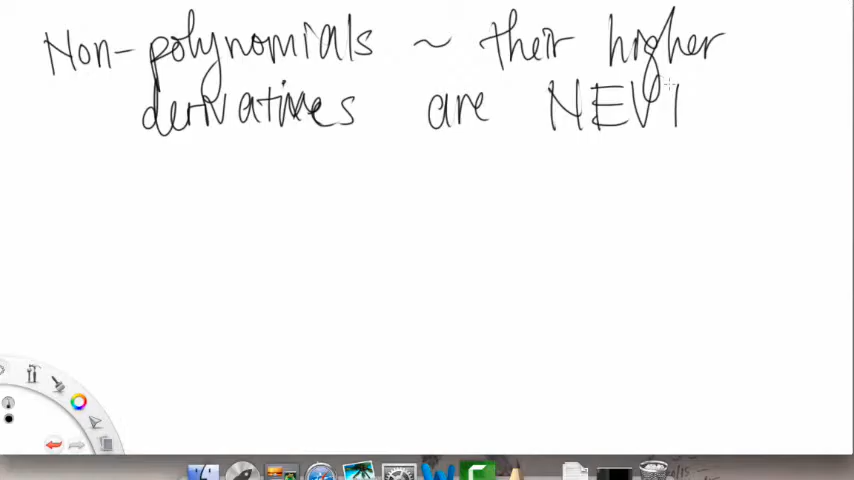 Non-polynomials ~ their higher
derivatives are NEV